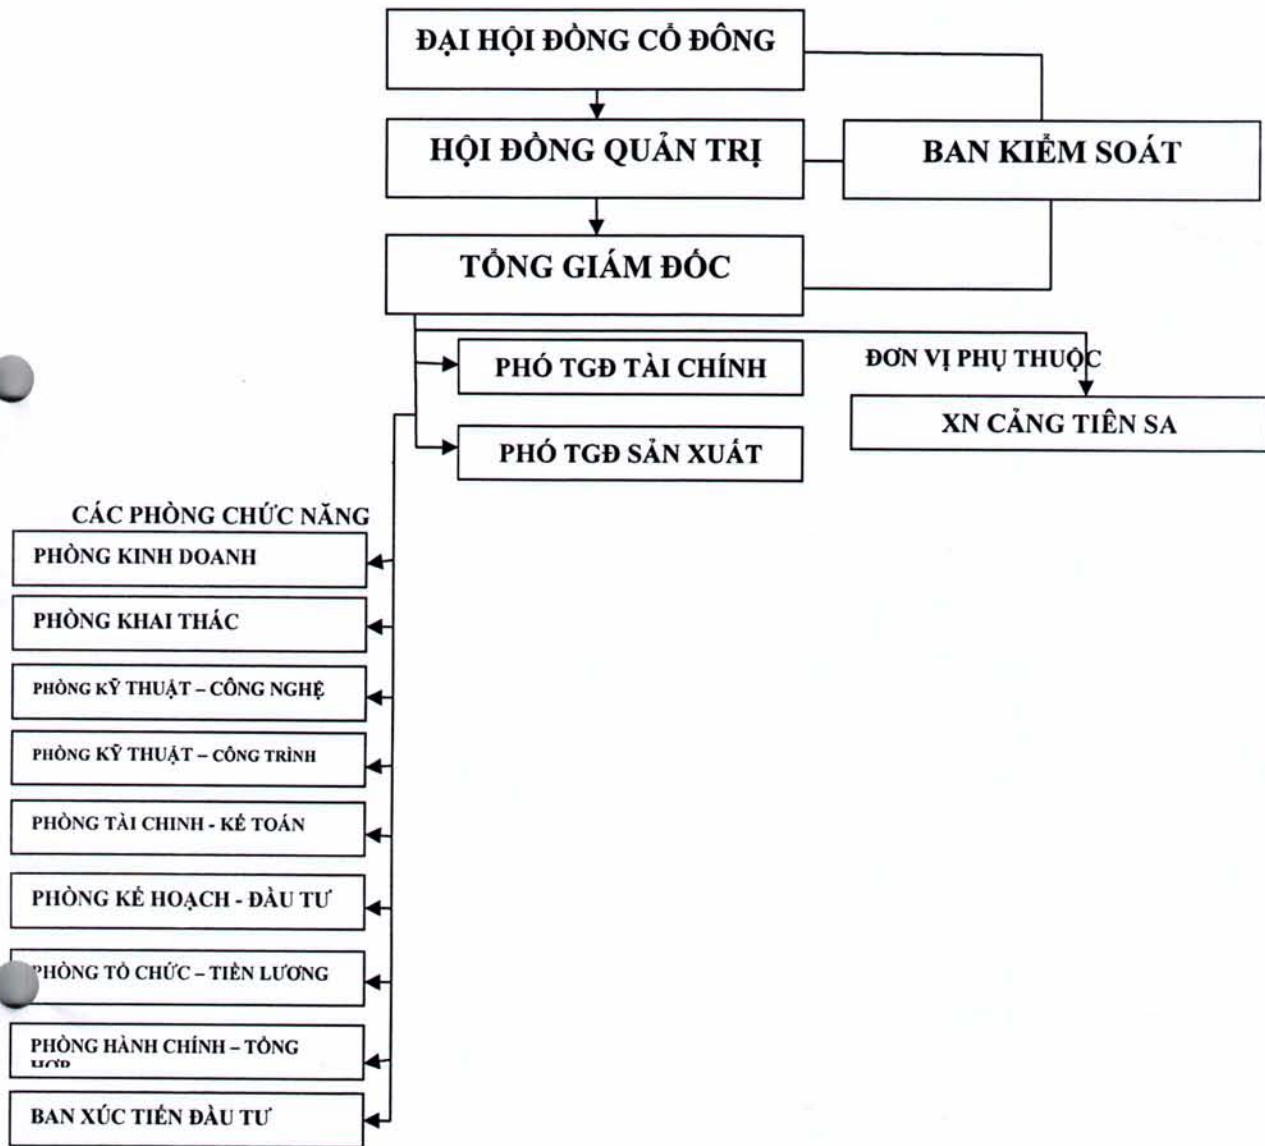 ĐẠI HỘI ĐỒNG CỔ ĐÔNG
HỘI ĐỒNG QUẢN TRỊ
BAN KIỂM SOÁT
TỔNG GIÁM ĐỐC
PHÓ TGĐ TÀI CHÍNH
ĐƠN VỊ PHỤ THUỘC
XN CẢNG TIÊN SA
PHÓ TGĐ SẢN XUẤT
CÁC PHÒNG CHỨC NĂNG
PHÒNG KINH DOANH
PHÒNG KHAI THÁC
PHÒNG KỸ THUẬT – CÔNG NGHỆ
PHÒNG KỸ THUẬT – CÔNG TRÌNH
PHÒNG TÀI CHINH - KẾ TOÁN
PHÒNG KẾ HOẠCH - ĐẦU TƯ
PHÒNG TỔ CHỨC – TIỀN LƯƠNG
PHÒNG HÀNH CHÍNH – TỔNG
HỢP
BAN XÚC TIẾN ĐẦU TƯ